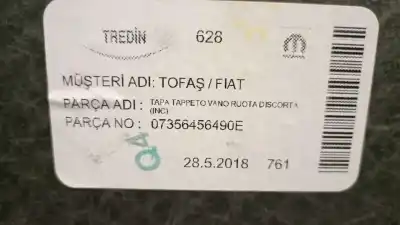 TREDİN 628
MÜŞTERİ ADI: TOFAŞ / FIAT
PARÇA ADI : TAPA TAPPETO VANO RUOTA DISCORTA
(INC)
PARÇA NO : 07356456490E
Q4
28.5.2018 761